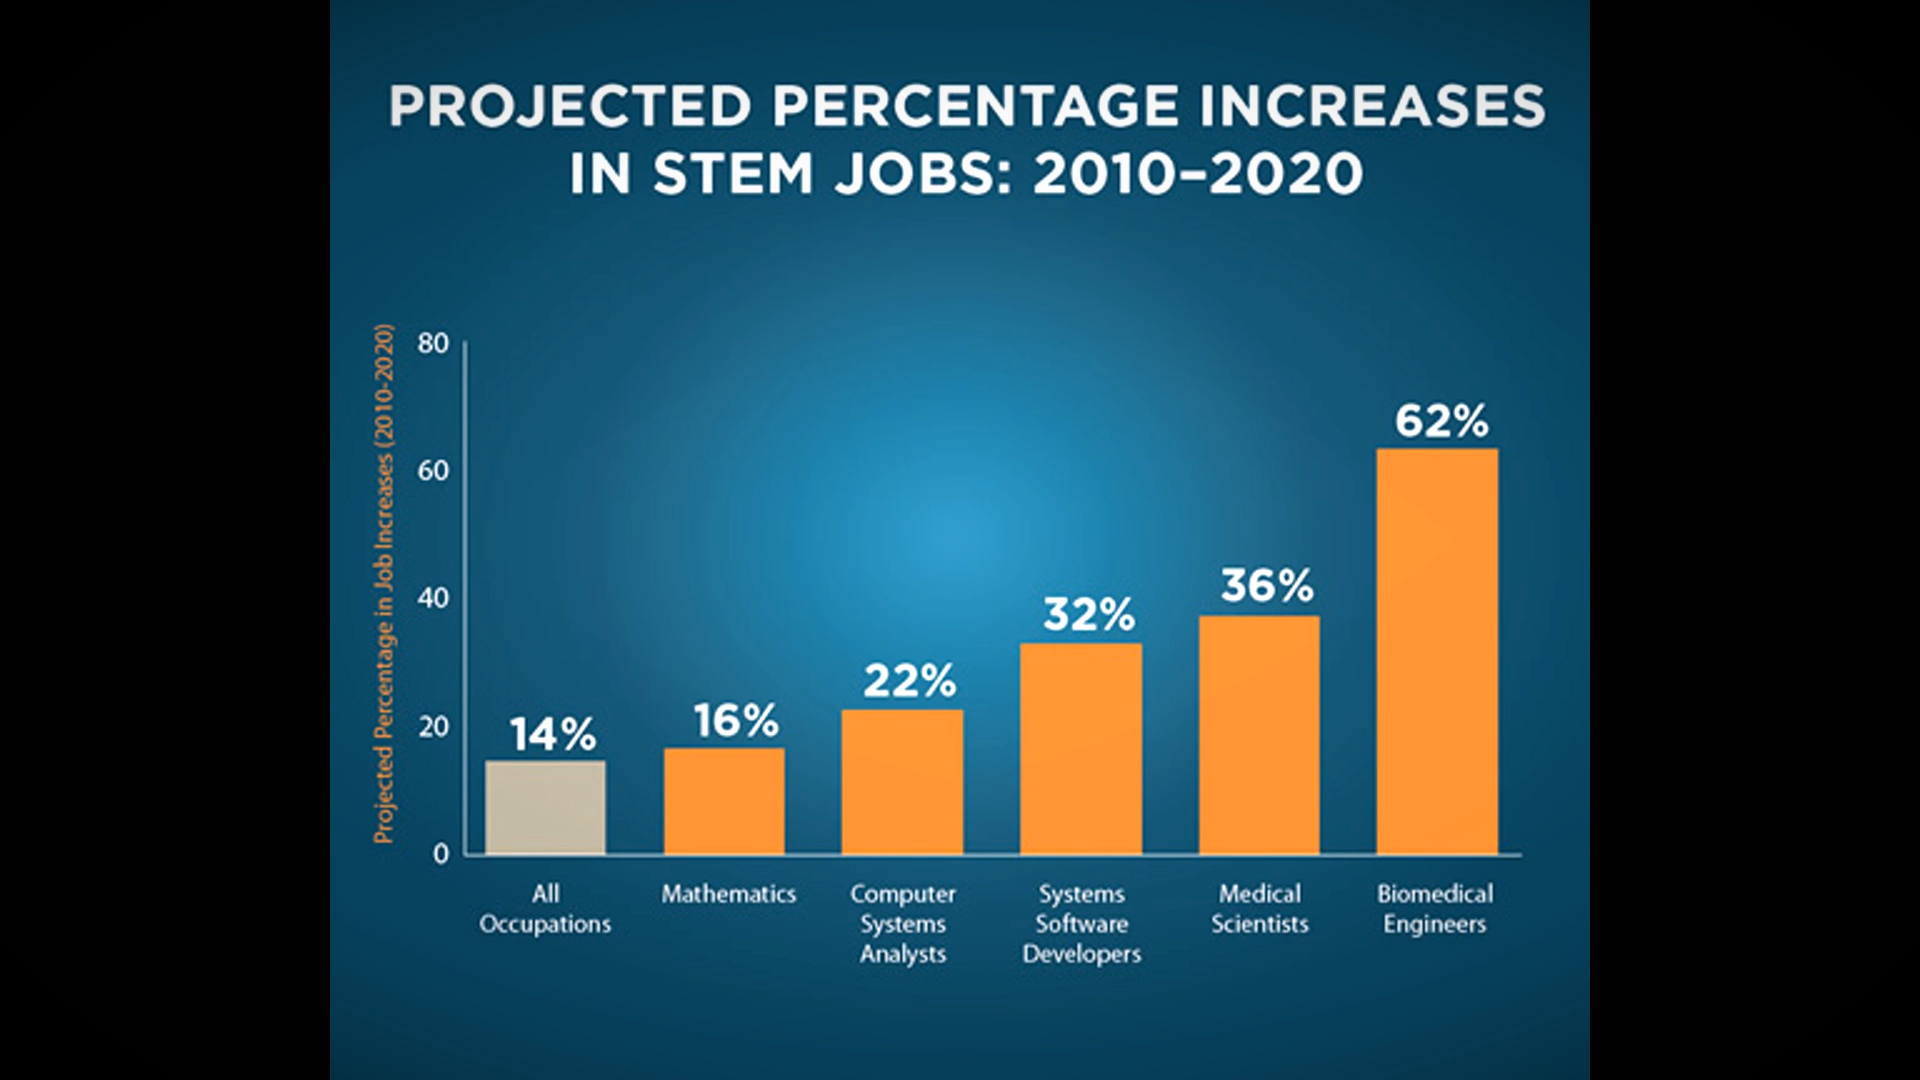 PROJECTED PERCENTAGE INCREASES
IN STEM JOBS: 2010–2020
Projected Percentage in Job Increases (2010-2020)
80
60
40
20
0
14%
16%
22%
32%
36%
62%
All
Occupations
Mathematics
Computer
Systems
Analysts
Systems
Software
Developers
Medical
Scientists
Biomedical
Engineers